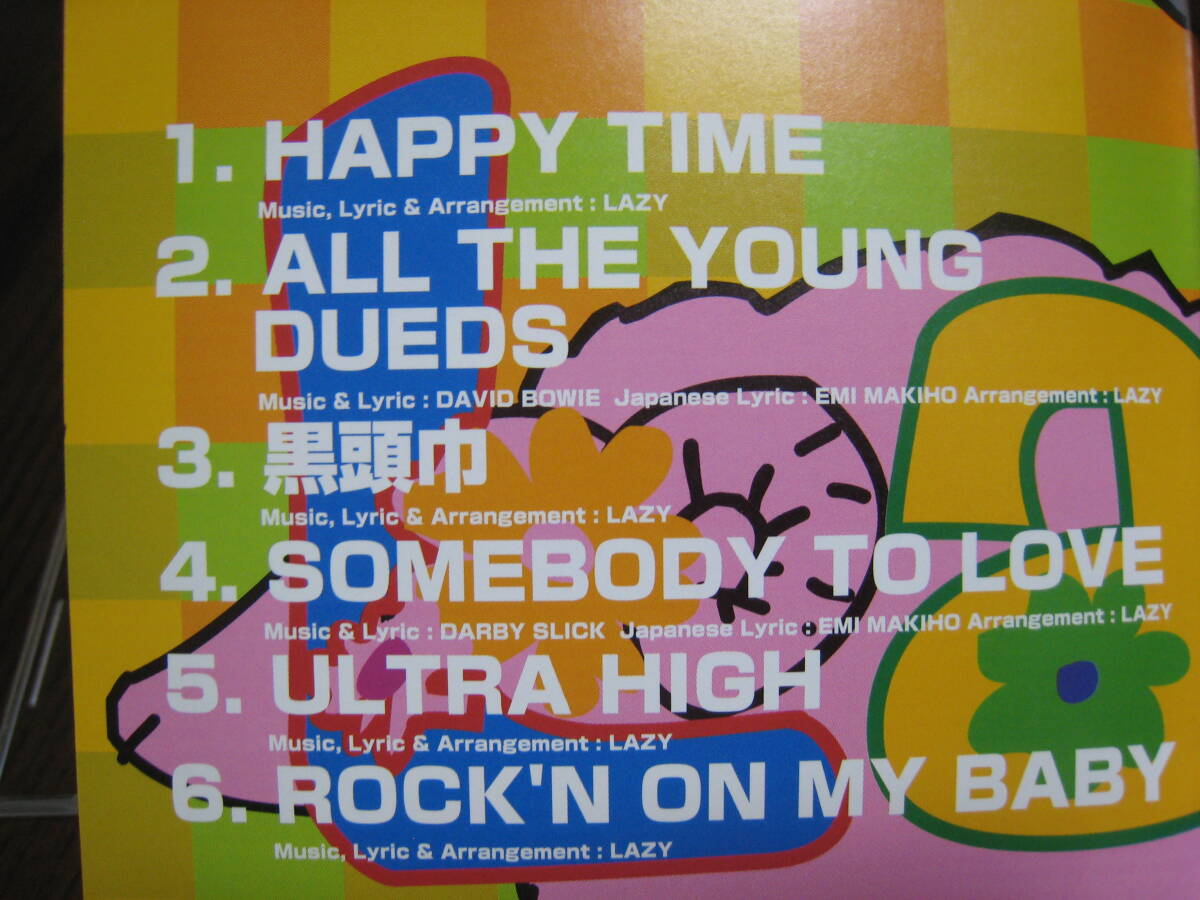 1. HAPPY TIME
Music, Lyric & Arrangement : LAZY
2. ALL THE YOUNG
DUEDS
Music & Lyric : DAVID BOWIE Japanese Lyric : EMI MAKIHO Arrangement : LAZY
3. 黒頭巾
Music, Lyric & Arrangement : LAZY
4. SOMEBODY TO LOVE
Music & Lyric : DARBY SLICK Japanese Lyric : EMI MAKIHO Arrangement : LAZY
5. ULTRA HIGH
Music, Lyric & Arrangement : LAZY
6. ROCK'N ON MY BABY
Music, Lyric & Arrangement : LAZY